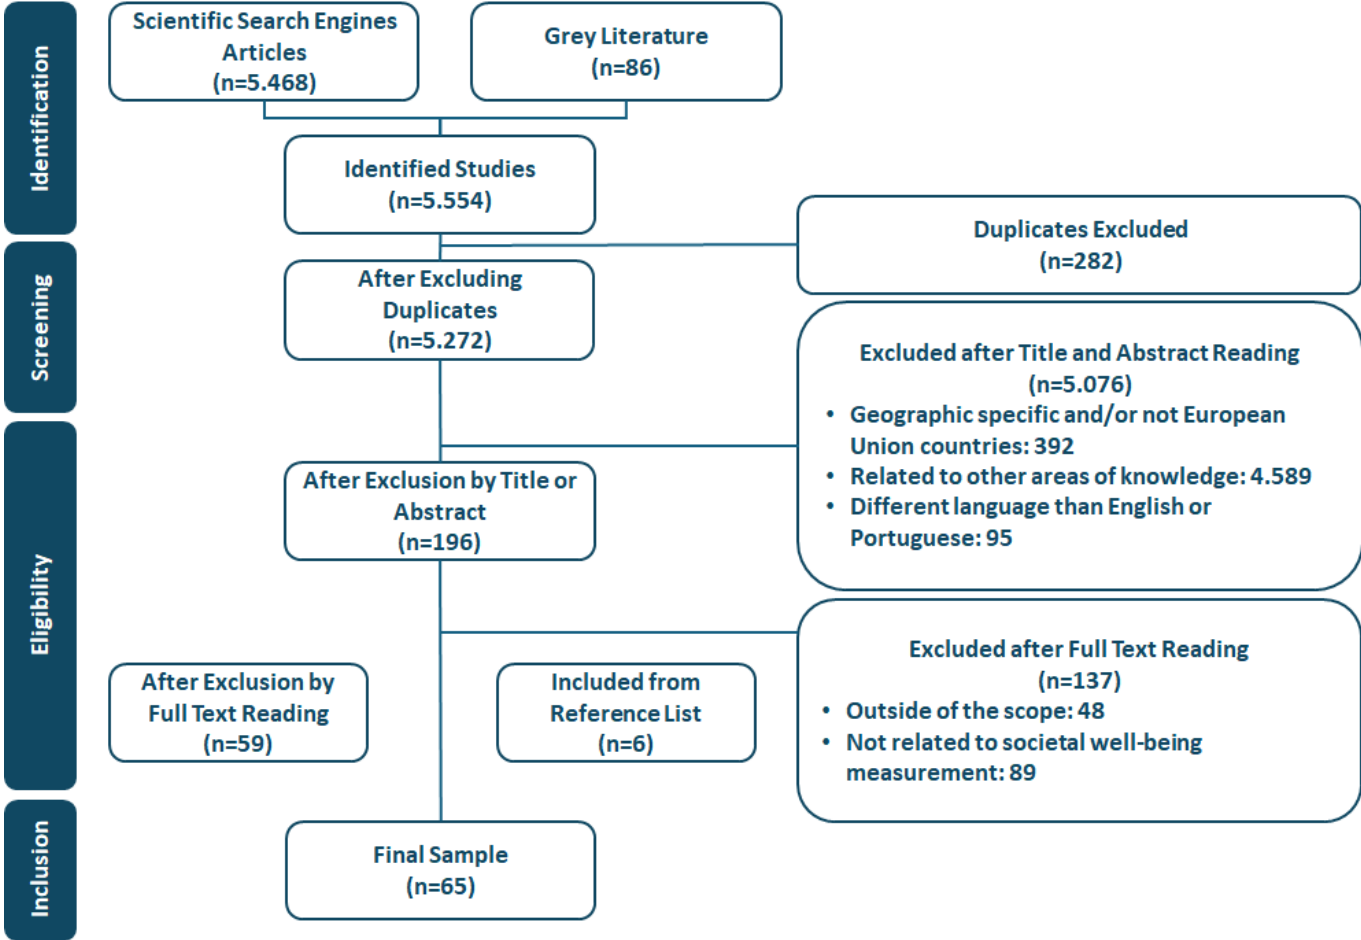 Identification
Scientific Search Engines
Articles
(n=5.468)
Grey Literature
(n=86)
Identified Studies
(n=5.554)
Duplicates Excluded
(n=282)
Screening
After Excluding
Duplicates
(n=5.272)
Excluded after Title and Abstract Reading
(n=5.076)
• Geographic specific and/or not European
Union countries: 392
• Related to other areas of knowledge: 4.589
• Different language than English or
Portuguese: 95
Eligibility
After Exclusion by Title or
Abstract
(n=196)
Excluded after Full Text Reading
(n=137)
• Outside of the scope: 48
• Not related to societal well-being
measurement: 89
After Exclusion by
Full Text Reading
(n=59)
Included from
Reference List
(n=6)
Inclusion
Final Sample
(n=65)